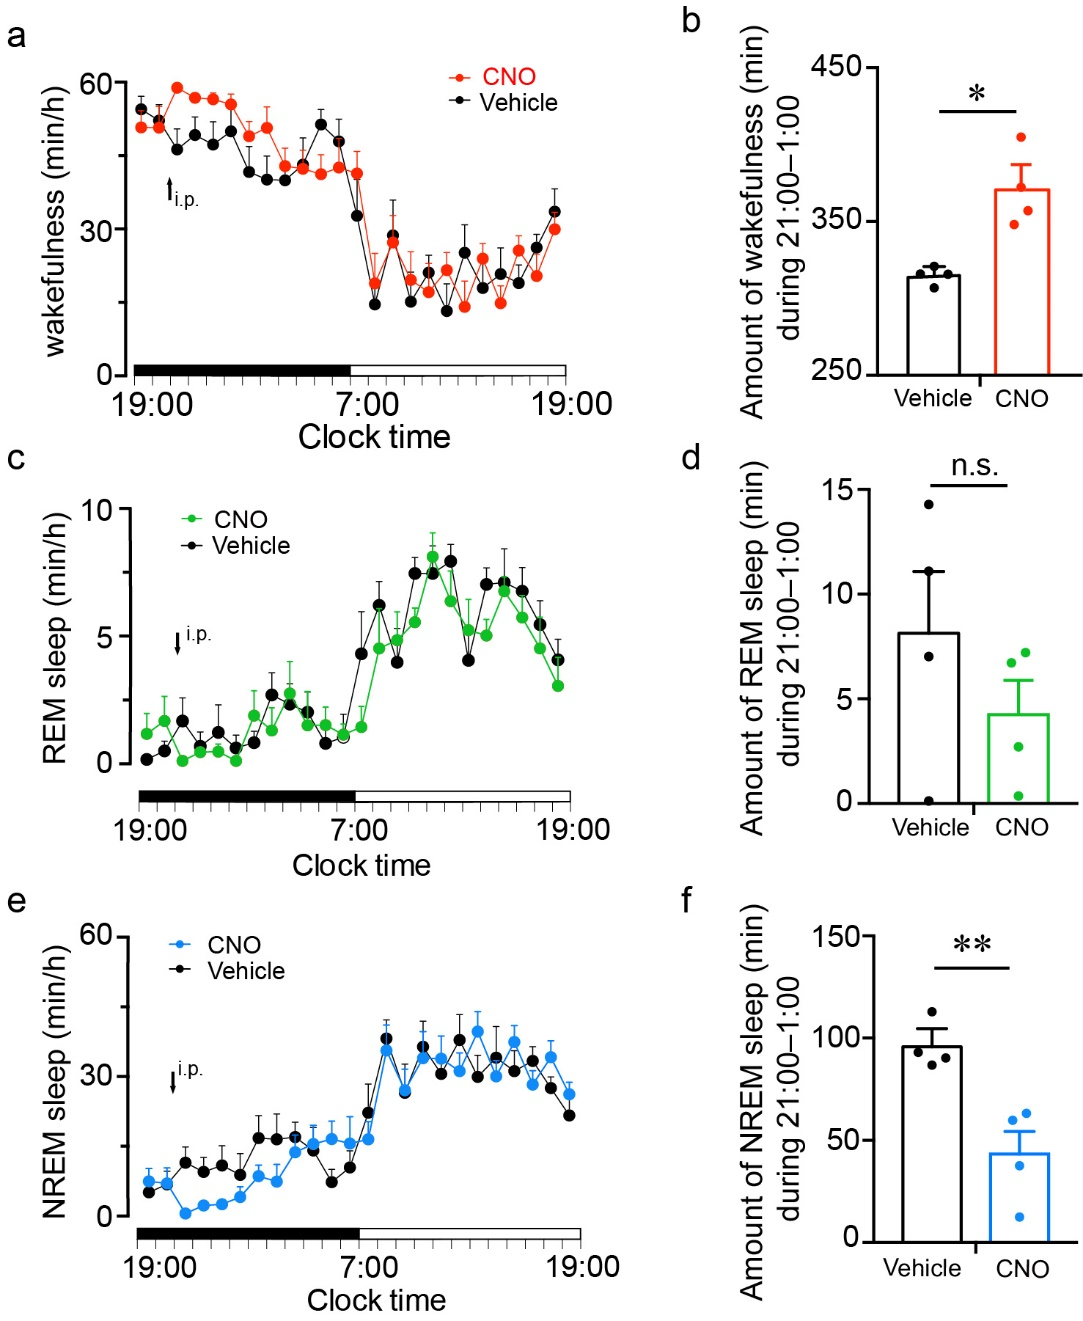 a
wakefulness (min/h)
60
30
0
CNO
Vehicle
i.p.
19:00
7:00
19:00
Clock time
b
Amount of wakefulness (min)
during 21:00–1:00
450
350
250
*
Vehicle
CNO
c
REM sleep (min/h)
10
5
0
CNO
Vehicle
i.p.
19:00
7:00
19:00
Clock time
d
Amount of REM sleep (min)
during 21:00–1:00
15
10
5
0
n.s.
Vehicle
CNO
e
NREM sleep (min/h)
60
30
0
CNO
Vehicle
i.p.
19:00
7:00
19:00
Clock time
f
Amount of NREM sleep (min)
during 21:00–1:00
150
100
50
0
**
Vehicle
CNO